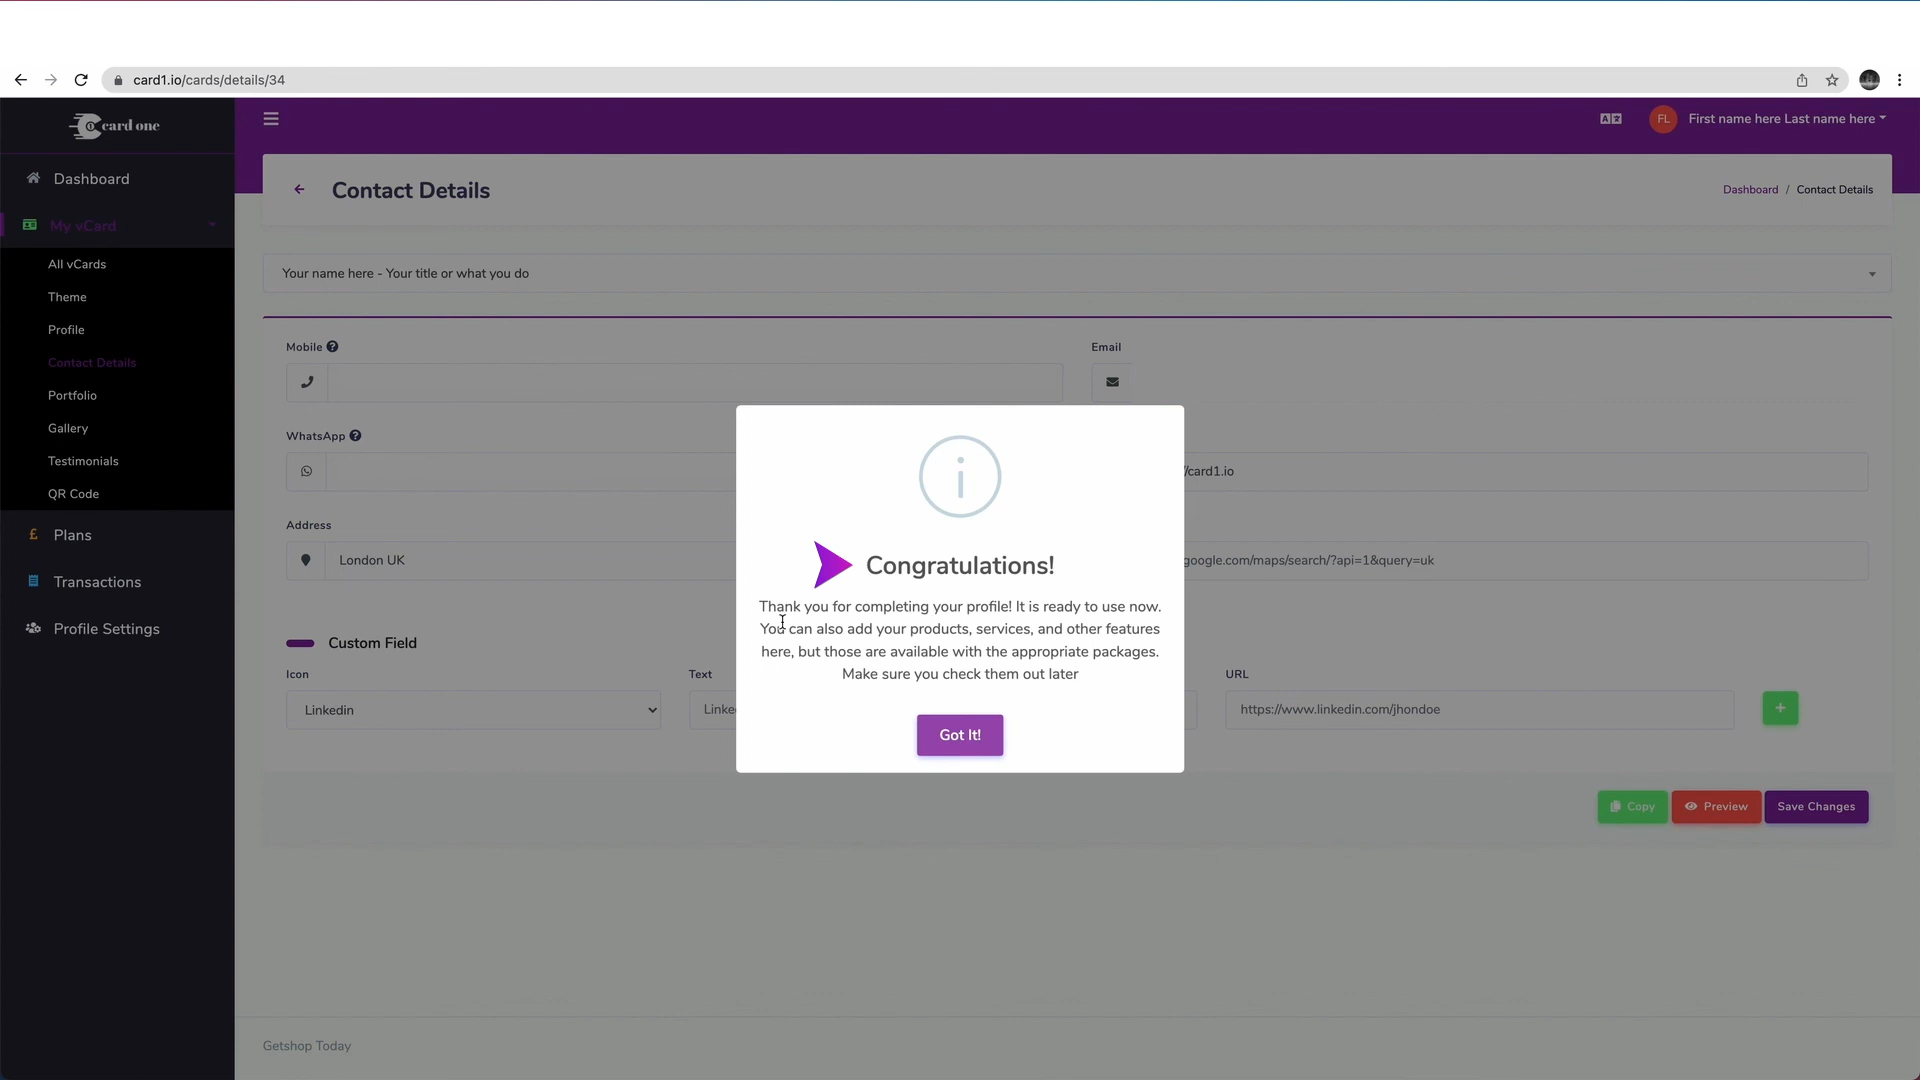 card1.io/cards/details/34
card one
First name here Last name here
FL
Dashboard
My vCard
All vCards
Theme
Profile
Contact Details
Portfolio
Gallery
Testimonials
QR Code
Plans
Transactions
Profile Settings
Contact Details
Dashboard / Contact Details
Your name here - Your title or what you do
Mobile
Email
WhatsApp
/card1.io
Address
London UK
google.com/maps/search/?api=1&query=uk
Custom Field
Icon
Text
URL
Linkedin
Linke
https://www.linkedin.com/jhondoe
Congratulations!
Thank you for completing your profile! It is ready to use now.
You can also add your products, services, and other features
here, but those are available with the appropriate packages.
Make sure you check them out later
Got It!
Copy
Preview
Save Changes
Getshop Today